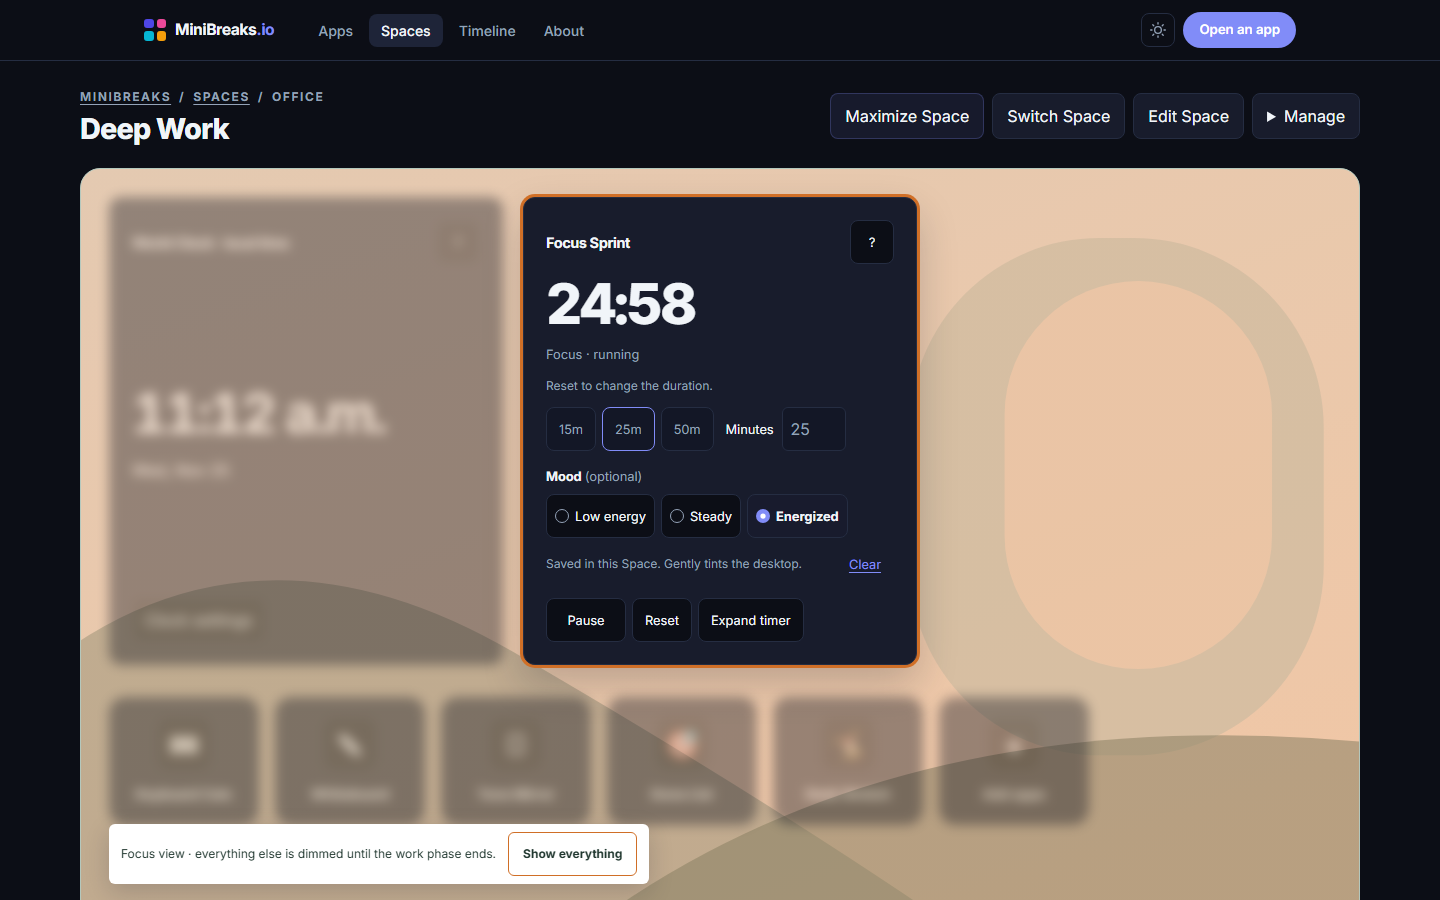 MiniBreaks.io
Apps
Spaces
Timeline
About
Open an app
MINIBREAKS / SPACES / OFFICE
Deep Work
Maximize Space
Switch Space
Edit Space
Manage
11:12 a.m.
Focus Sprint
?
24:58
Focus · running
Reset to change the duration.
15m
25m
50m
Minutes
25
Mood (optional)
Low energy
Steady
Energized
Saved in this Space. Gently tints the desktop.
Clear
Pause
Reset
Expand timer
Focus view · everything else is dimmed until the work phase ends.
Show everything